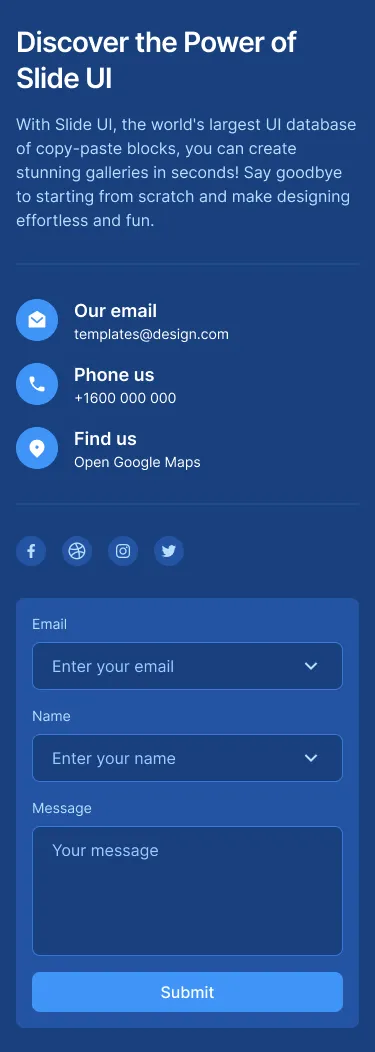 Discover the Power of
Slide UI
With Slide UI, the world's largest UI database
of copy-paste blocks, you can create
stunning galleries in seconds! Say goodbye
to starting from scratch and make designing
effortless and fun.
Our email
templates@design.com
Phone us
+1600 000 000
Find us
Open Google Maps
Email
Enter your email
Name
Enter your name
Message
Your message
Submit